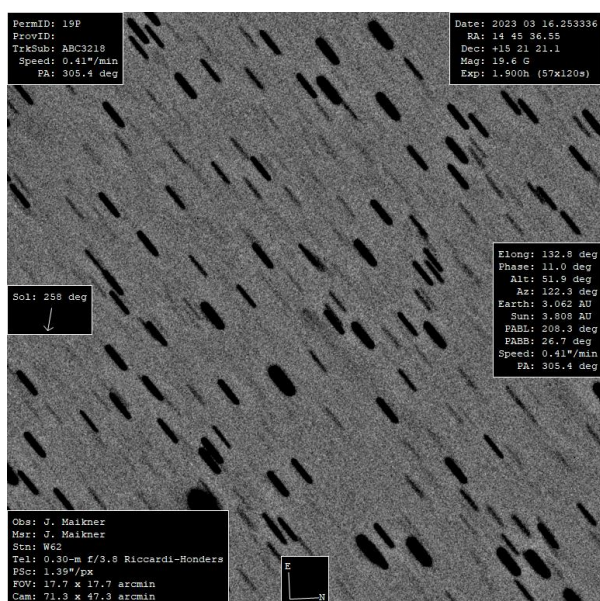 PermID: 19P
ProvID:
TrkSub: ABC3218
Speed: 0.41"/min
PA: 305.4 deg
Date: 2023 03 16.253336
RA: 14 45 36.55
Dec: +15 21 21.1
Mag: 19.6 G
Exp: 1.900h (57x120s)
Elong: 132.8 deg
Phase: 11.0 deg
Alt: 51.9 deg
Az: 122.3 deg
Earth: 3.062 AU
Sun: 3.808 AU
PABL: 208.3 deg
PABB: 26.7 deg
Speed: 0.41"/min
PA: 305.4 deg
Sol: 258 deg
Obs: J. Maikner
Msr: J. Maikner
Stn: W62
Tel: 0.30-m f/3.8 Riccardi-Honders
PSc: 1.39"/px
FOV: 17.7 x 17.7 arcmin
Cam: 71.3 x 47.3 arcmin
E
N